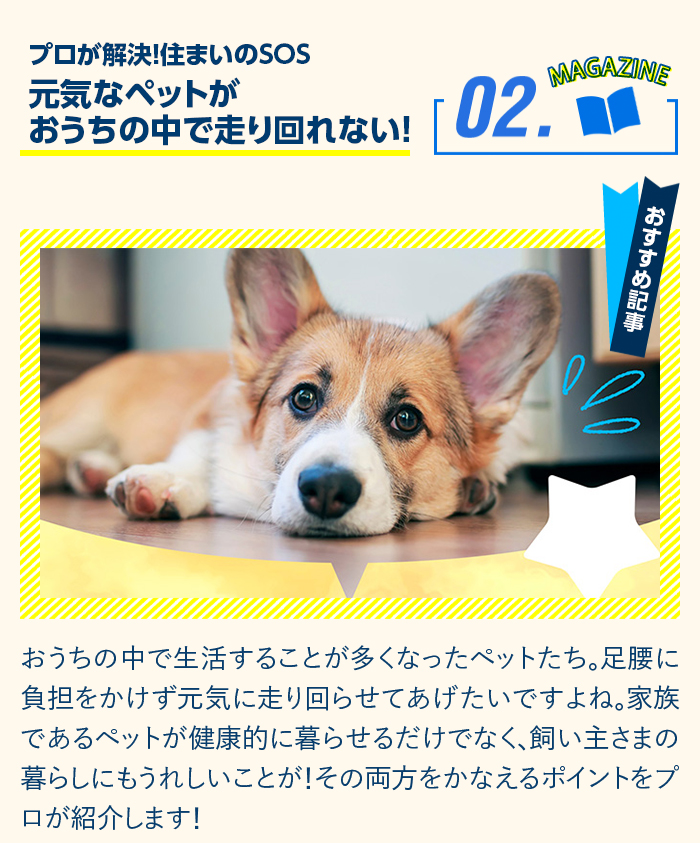 プロが解決!住まいのSOS
元気なペットが
おうちの中で走り回れない!
02.
MAGAZINE
おすすめ記事
おうちの中で生活することが多くなったペットたち。足腰に
負担をかけず元気に走り回らせてあげたいですよね。家族
であるペットが健康的に暮らせるだけでなく、飼い主さまの
暮らしにもうれしいことが!その両方をかなえるポイントをプ
ロが紹介します!